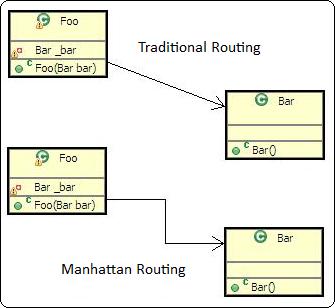 Foo
Bar _bar
Foo(Bar bar)
Traditional Routing
Bar
Bar()
Foo
Bar _bar
Foo(Bar bar)
Bar
Bar()
Manhattan Routing